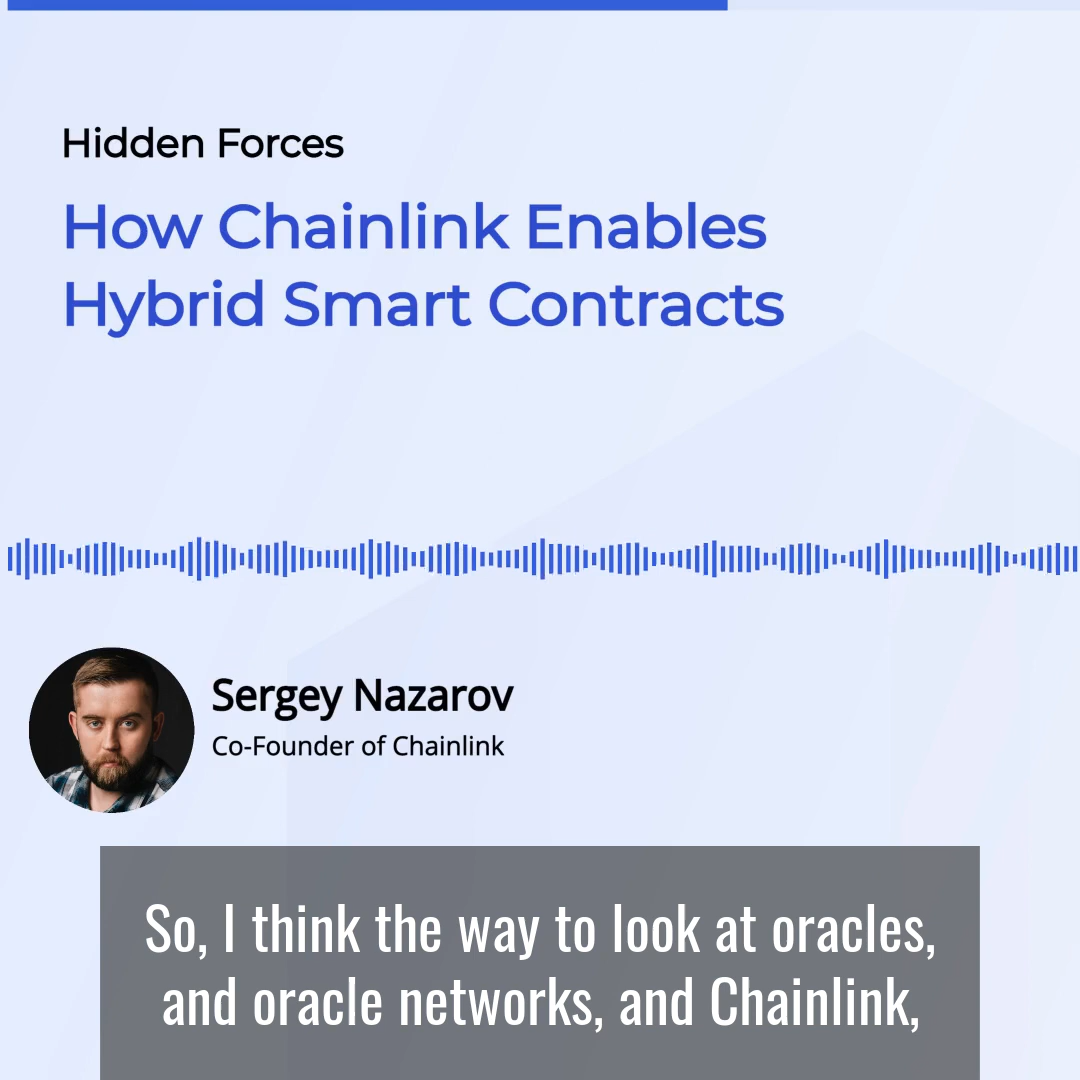 Hidden Forces
How Chainlink Enables
Hybrid Smart Contracts
Sergey Nazarov
Co-Founder of Chainlink
So, I think the way to look at oracles,
and oracle networks, and Chainlink,